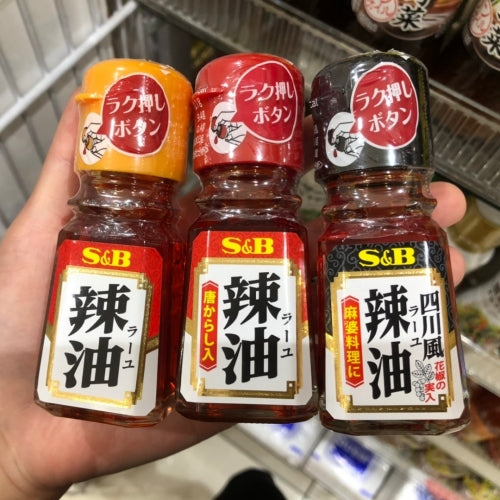 ラク押し
ボタン
S&B
辣油
ラーユ
ラク押し
ボタン
S&B
唐からし入
辣油
ラーユ
ラク押し
ボタン
S&B
四川風
辣油
ラーユ
麻婆料理に
花椒の
実入
菜